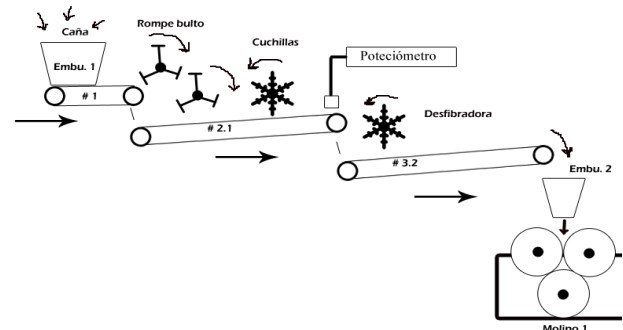 Caña
Rompe bulto
Cuchillas
Embu. 1
Poteciómetro
# 1
Desfibradora
# 2.1
# 3.2
Embu. 2
Molino 1